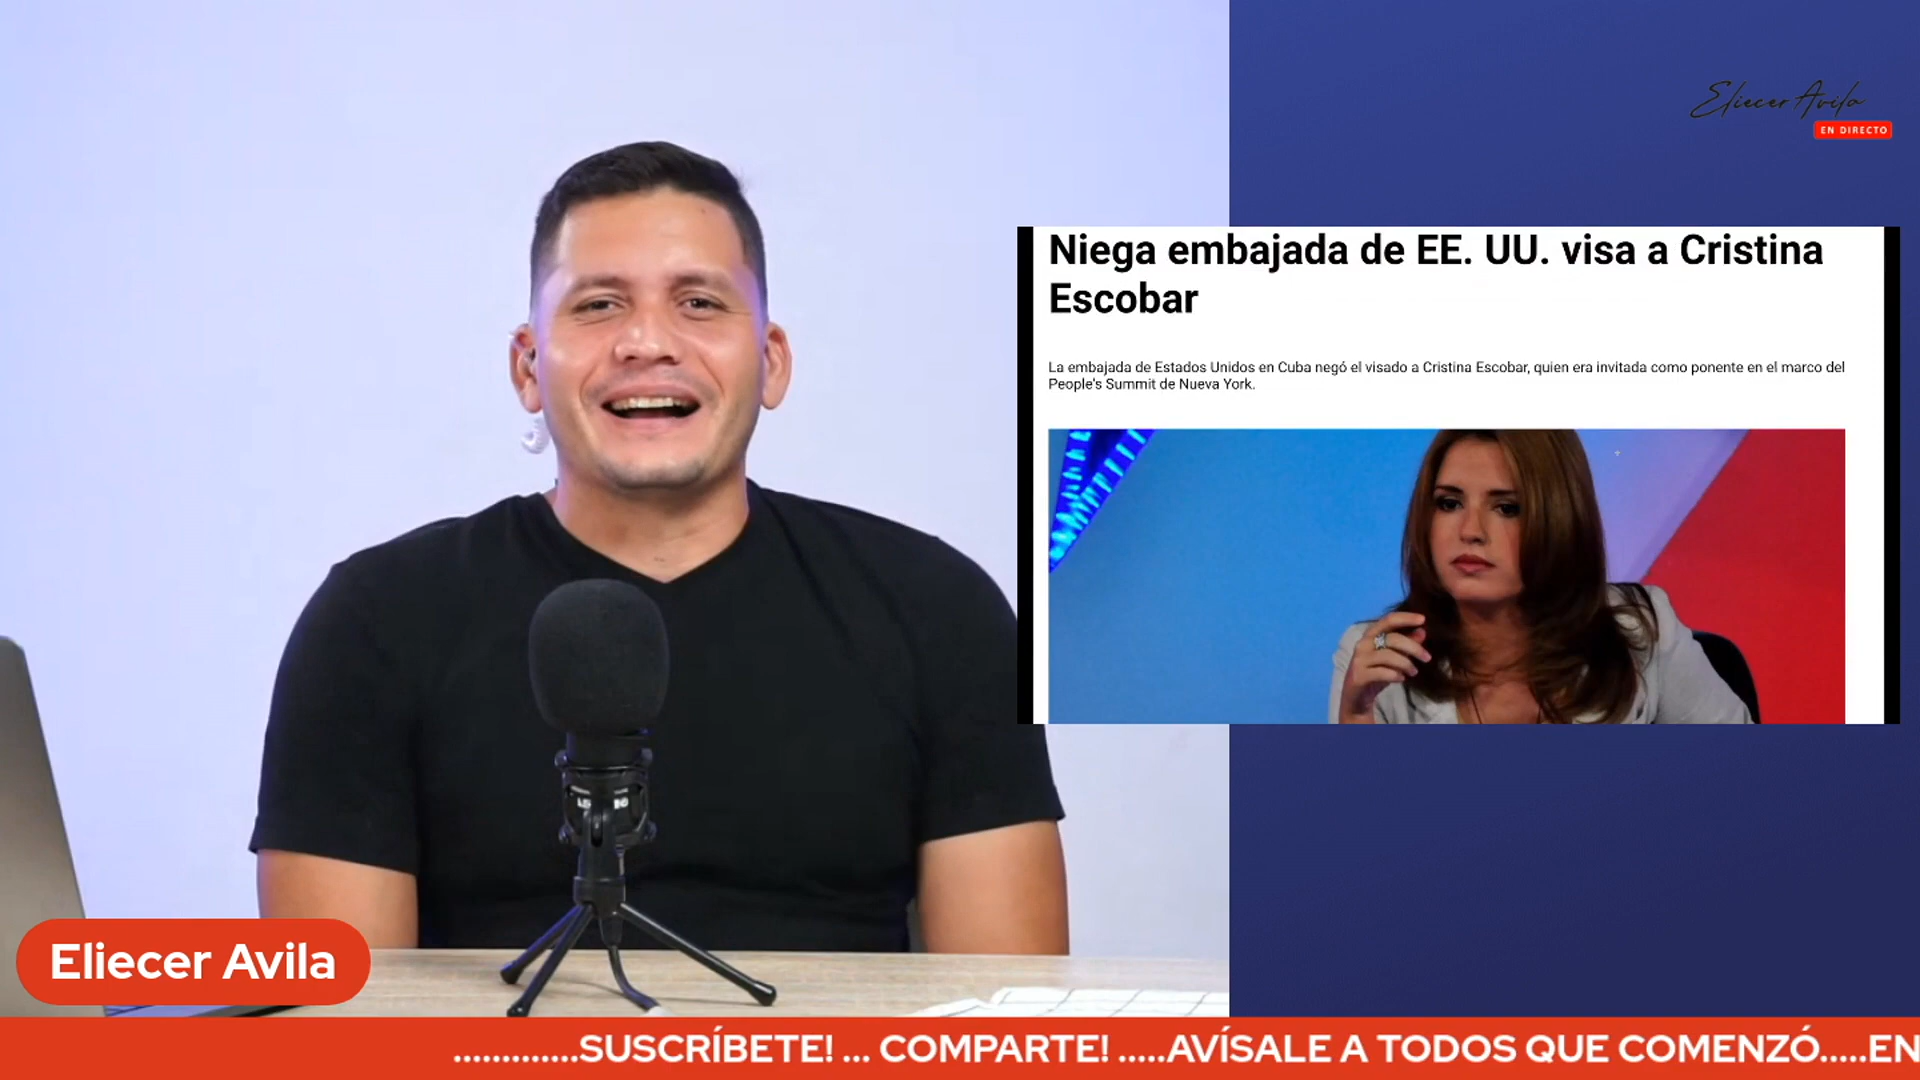 Eliecer Avila
EN DIRECTO
Niega embajada de EE. UU. visa a Cristina
Escobar
La embajada de Estados Unidos en Cuba negó el visado a Cristina Escobar, quien era invitada como ponente en el marco del
People's Summit de Nueva York.
Eliecer Avila
.............SUSCRÍBETE! ... COMPARTE! .....AVÍSALE A TODOS QUE COMENZÓ.....EN